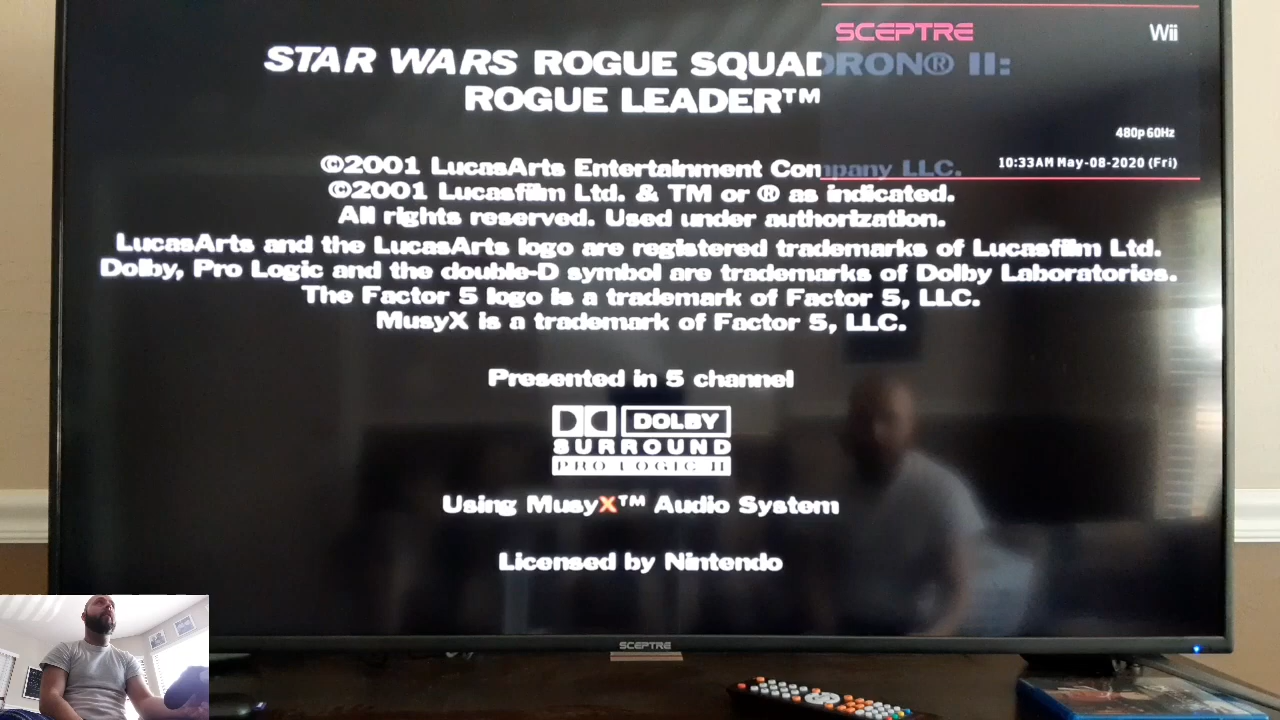 SCEPTRE
Wii
STAR WARS ROGUE SQUADRON® II:
ROGUE LEADER™
480p 60Hz
10:33AM May-08-2020 (Fri)
©2001 LucasArts Entertainment Company LLC.
©2001 Lucasfilm Ltd. & TM or ® as indicated.
All rights reserved. Used under authorization.
LucasArts and the LucasArts logo are registered trademarks of Lucasfilm Ltd.
Dolby, Pro Logic and the double-D symbol are trademarks of Dolby Laboratories.
The Factor 5 logo is a trademark of Factor 5, LLC.
MusyX is a trademark of Factor 5, LLC.
Presented in 5 channel
DOLBY
SURROUND
PRO LOGIC II
Using MusyX™ Audio System
Licensed by Nintendo
SCEPTRE